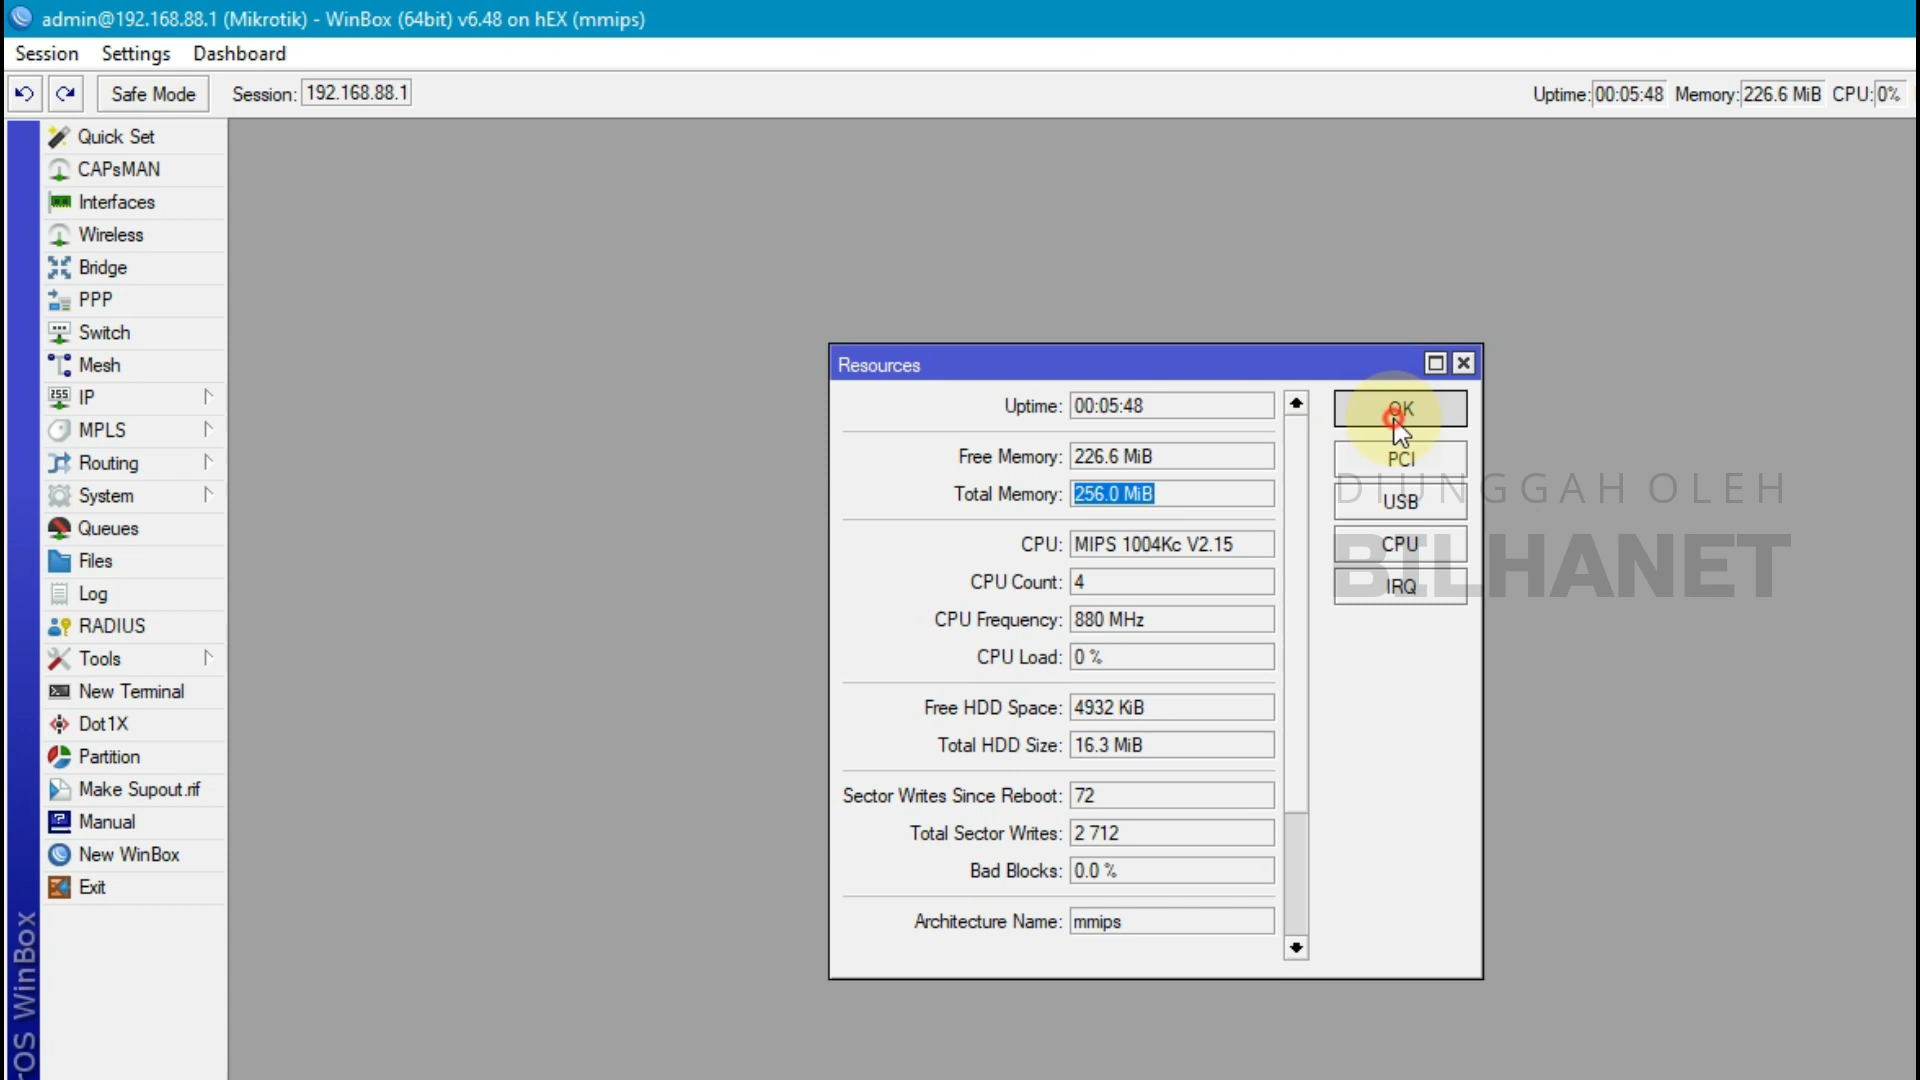 admin@192.168.88.1 (Mikrotik) - WinBox (64bit) v6.48 on hEX (mmips)
Session Settings Dashboard
Safe Mode Session: 192.168.88.1 Uptime: 00:05:48 Memory: 226.6 MiB CPU: 0%
Quick Set
CAPsMAN
Interfaces
Wireless
Bridge
PPP
Switch
Mesh
255 IP
MPLS
Routing
System
Queues
Files
Log
RADIUS
Tools
New Terminal
Dot1X
Partition
Make Supout.rif
Manual
New WinBox
Exit
rOS WinBox
Resources
Uptime: 00:05:48
Free Memory: 226.6 MiB
Total Memory: 256.0 MiB
CPU: MIPS 1004Kc V2.15
CPU Count: 4
CPU Frequency: 880 MHz
CPU Load: 0 %
Free HDD Space: 4932 KiB
Total HDD Size: 16.3 MiB
Sector Writes Since Reboot: 72
Total Sector Writes: 2 712
Bad Blocks: 0.0 %
Architecture Name: mmips
OK
PCI
USB
CPU
IRQ
DIUNGGAH OLEH
BILHANET